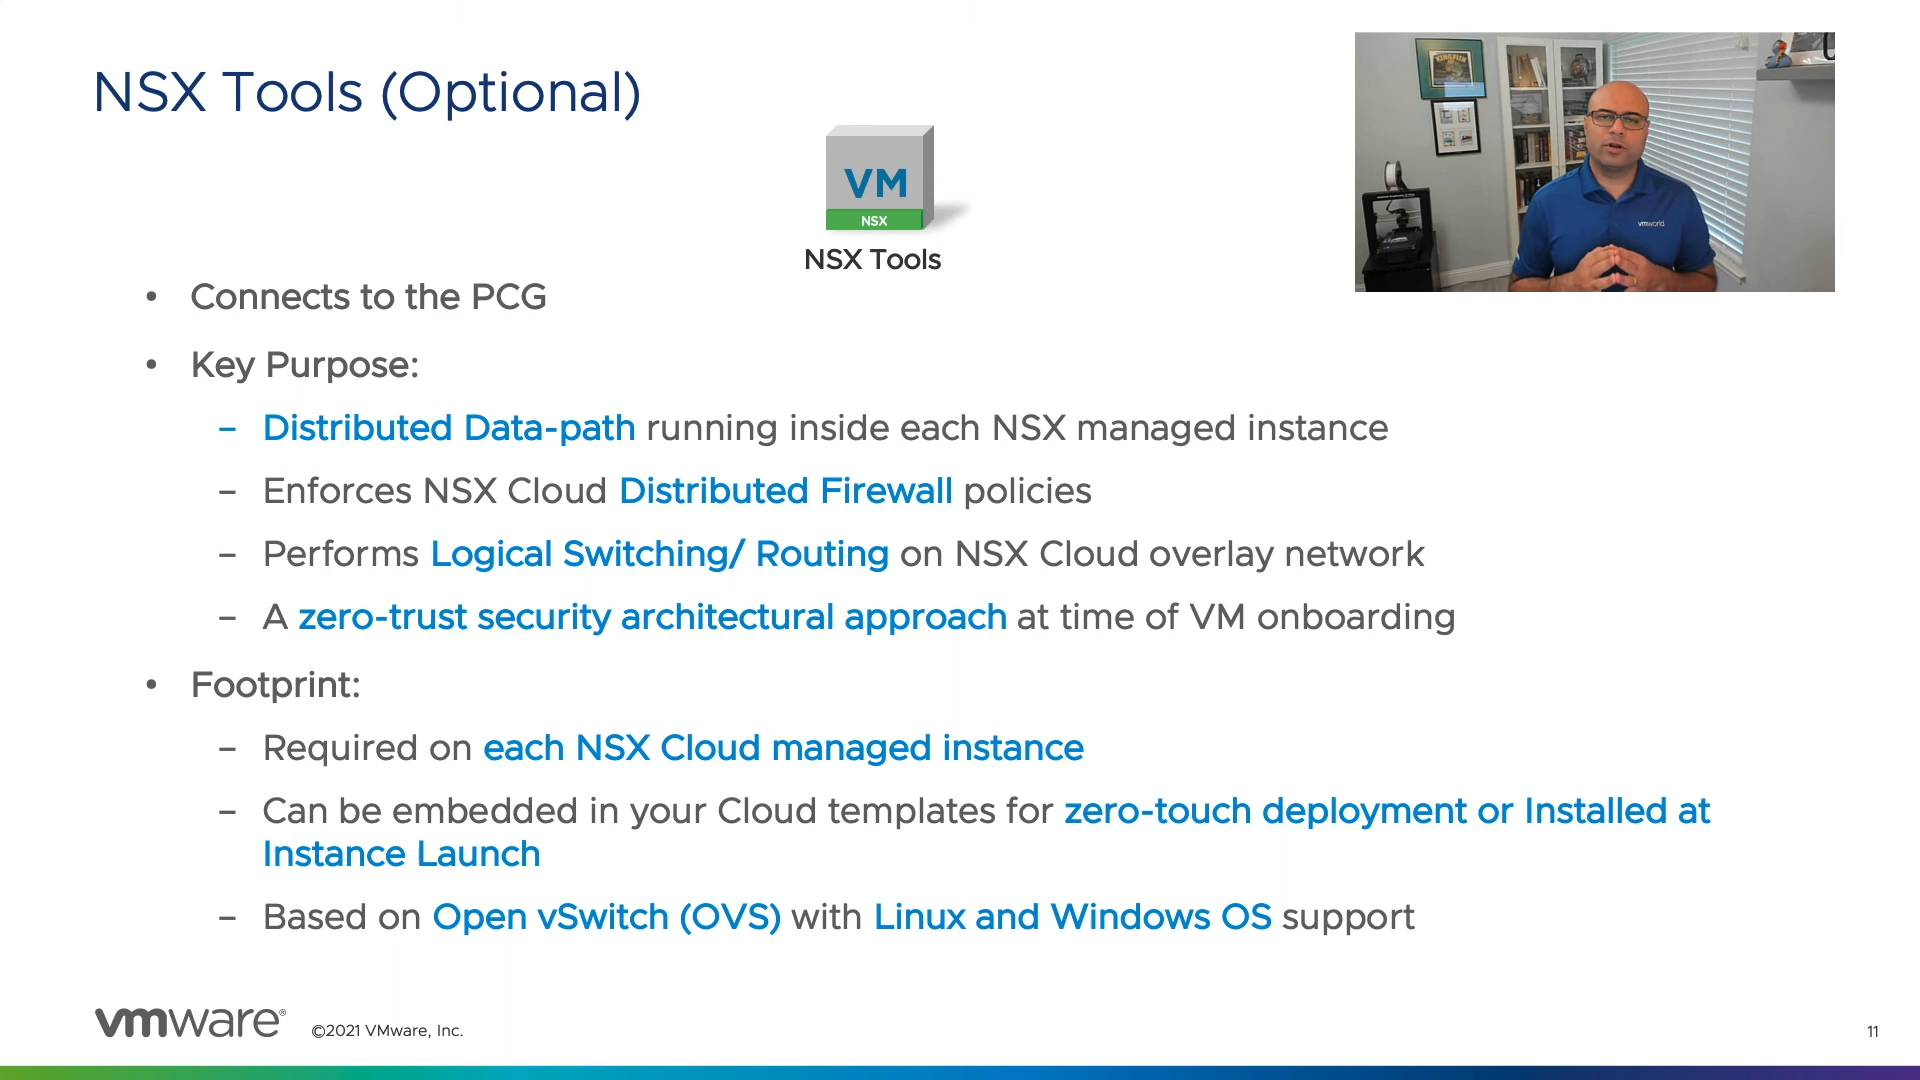 NSX Tools (Optional)
VM
NSX
NSX Tools
KINGFISH
vmworld
• Connects to the PCG
• Key Purpose:
– Distributed Data-path running inside each NSX managed instance
– Enforces NSX Cloud Distributed Firewall policies
– Performs Logical Switching/ Routing on NSX Cloud overlay network
– A zero-trust security architectural approach at time of VM onboarding
• Footprint:
– Required on each NSX Cloud managed instance
– Can be embedded in your Cloud templates for zero-touch deployment or Installed at
Instance Launch
– Based on Open vSwitch (OVS) with Linux and Windows OS support
vmware®
©2021 VMware, Inc.
11